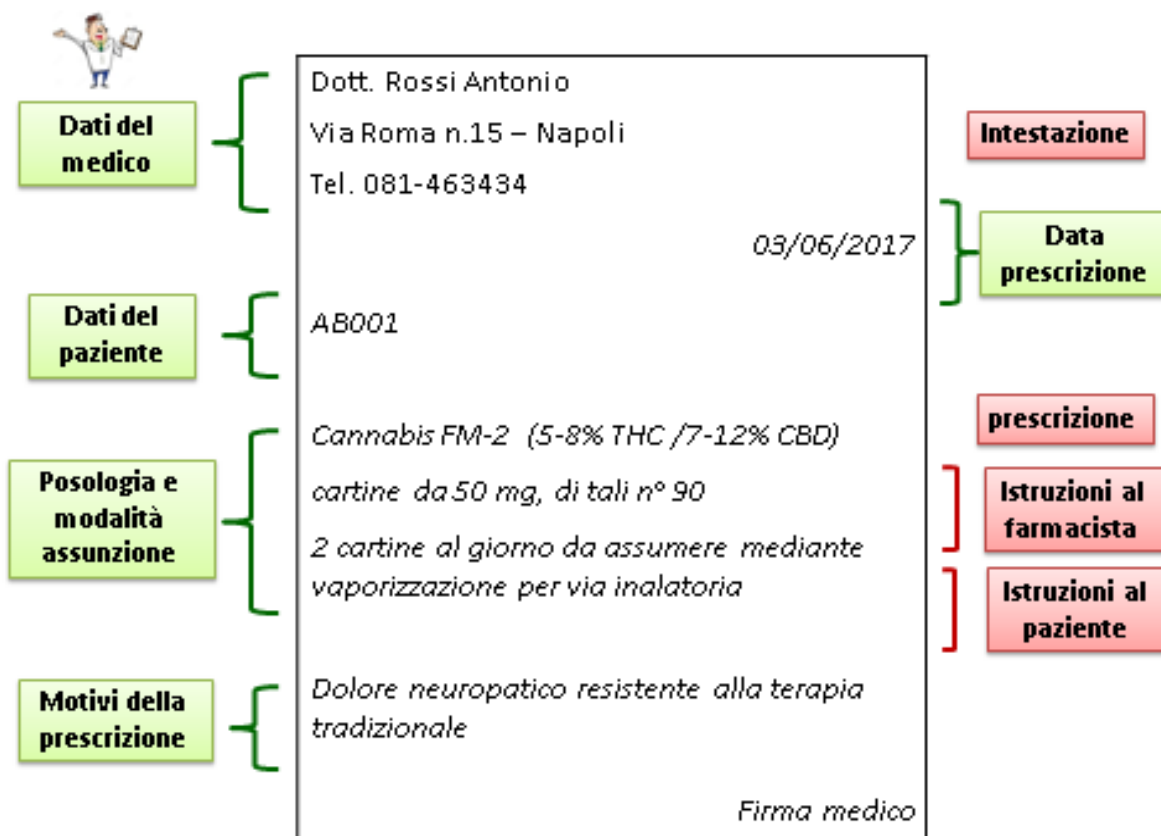 Dati del
medico
Dott. Rossi Antonio
Via Roma n.15 – Napoli
Tel. 081-463434
Intestazione
03/06/2017
Data
prescrizione
Dati del
paziente
AB001
prescrizione
Posologia e
modalità
assunzione
Cannabis FM-2 (5-8% THC /7-12% CBD)
cartine da 50 mg, di tali n° 90
2 cartine al giorno da assumere mediante
vaporizzazione per via inalatoria
Istruzioni al
farmacista
Istruzioni al
paziente
Motivi della
prescrizione
Dolore neuropatico resistente alla terapia
tradizionale
Firma medico